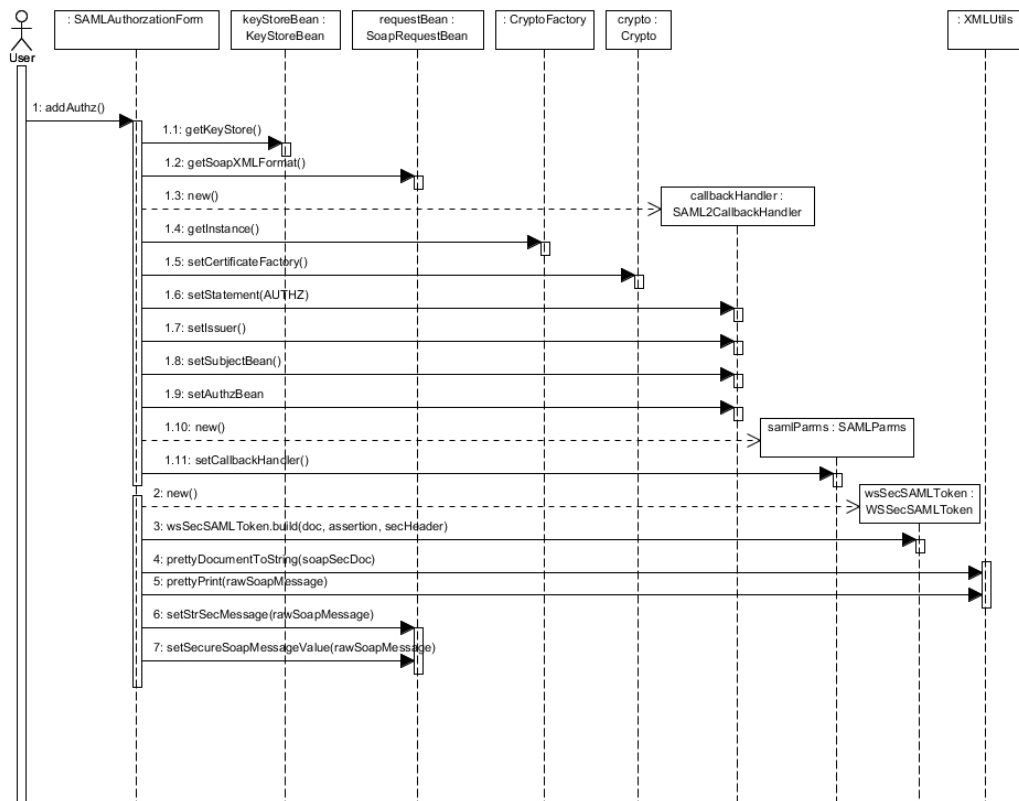 : SAMLAuthorzationForm
keyStoreBean :
KeyStoreBean
requestBean :
SoapRequestBean
: CryptoFactory
crypto :
Crypto
: XMLUtils
User
1: addAuthz()
1.1: getKeyStore()
1.2: getSoapXMLFormat()
1.3: new()
callbackHandler :
SAML2CallbackHandler
1.4: getInstance()
1.5: setCertificateFactory()
1.6: setStatement(AUTHZ)
1.7: setIssuer()
1.8: setSubjectBean()
1.9: setAuthzBean
1.10: new()
samlParms : SAMLParms
1.11: setCallbackHandler()
2: new()
wsSecSAMLToken :
WSSecSAMLToken
3: wsSecSAMLToken.build(doc, assertion, secHeader)
4: prettyDocumentToString(soapSecDoc)
5: prettyPrint(rawSoapMessage)
6: setStrSecMessage(rawSoapMessage)
7: setSecureSoapMessageValue(rawSoapMessage)